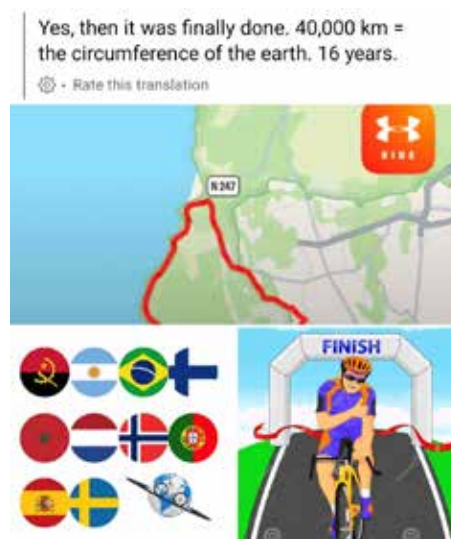 Yes, then it was finally done. 40,000 km =
the circumference of the earth. 16 years.
Rate this translation
N 247
RIDE
FINISH